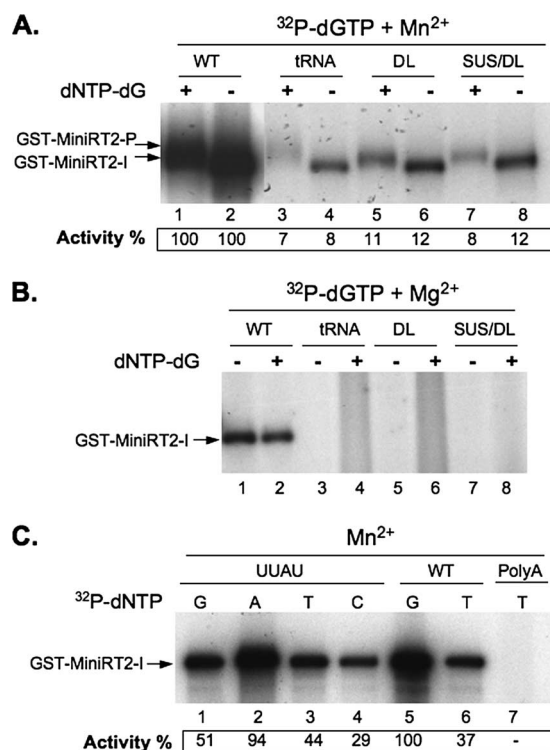 A.
³²P-dGTP + Mn²⁺
WT tRNA DL SUS/DL
dNTP-dG + - + - + - + -
GST-MiniRT2-P
GST-MiniRT2-I
1 2 3 4 5 6 7 8
Activity % 100 100 7 8 11 12 8 12
B.
³²P-dGTP + Mg²⁺
WT tRNA DL SUS/DL
dNTP-dG - + - + - + - +
GST-MiniRT2-I
1 2 3 4 5 6 7 8
C.
Mn²⁺
UUAU WT PolyA
³²P-dNTP G A T C G T T
GST-MiniRT2-I
1 2 3 4 5 6 7
Activity % 51 94 44 29 100 37 -